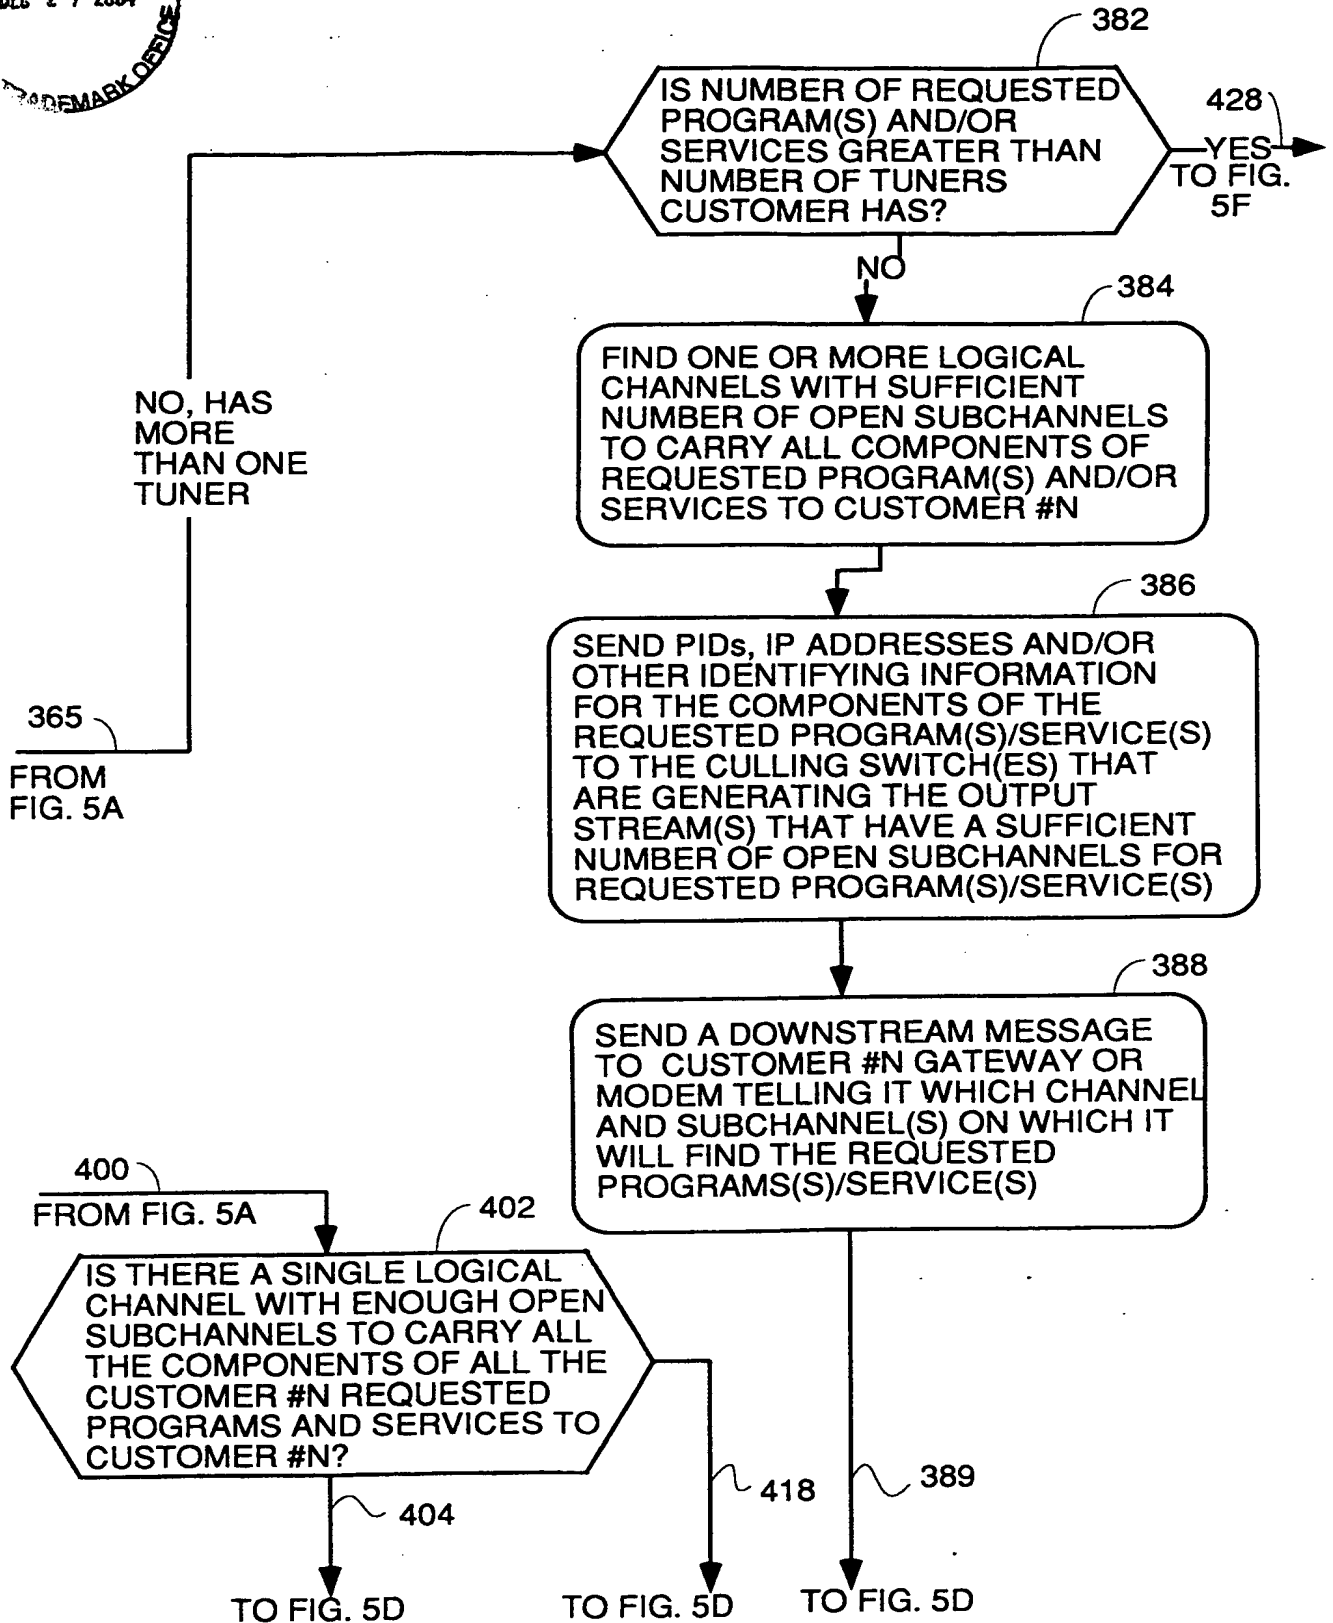 TRADEMARK OFFICE
382
IS NUMBER OF REQUESTED
PROGRAM(S) AND/OR
SERVICES GREATER THAN
NUMBER OF TUNERS
CUSTOMER HAS?
428
YES
TO FIG.
5F
NO
384
FIND ONE OR MORE LOGICAL
CHANNELS WITH SUFFICIENT
NUMBER OF OPEN SUBCHANNELS
TO CARRY ALL COMPONENTS OF
REQUESTED PROGRAM(S) AND/OR
SERVICES TO CUSTOMER #N
NO, HAS
MORE
THAN ONE
TUNER
386
SEND PIDs, IP ADDRESSES AND/OR
OTHER IDENTIFYING INFORMATION
FOR THE COMPONENTS OF THE
REQUESTED PROGRAM(S)/SERVICE(S)
TO THE CULLING SWITCH(ES) THAT
ARE GENERATING THE OUTPUT
STREAM(S) THAT HAVE A SUFFICIENT
NUMBER OF OPEN SUBCHANNELS FOR
REQUESTED PROGRAM(S)/SERVICE(S)
365
FROM
FIG. 5A
388
SEND A DOWNSTREAM MESSAGE
TO CUSTOMER #N GATEWAY OR
MODEM TELLING IT WHICH CHANNEL
AND SUBCHANNEL(S) ON WHICH IT
WILL FIND THE REQUESTED
PROGRAMS(S)/SERVICE(S)
400
FROM FIG. 5A
402
IS THERE A SINGLE LOGICAL
CHANNEL WITH ENOUGH OPEN
SUBCHANNELS TO CARRY ALL
THE COMPONENTS OF ALL THE
CUSTOMER #N REQUESTED
PROGRAMS AND SERVICES TO
CUSTOMER #N?
404
418
389
TO FIG. 5D
TO FIG. 5D
TO FIG. 5D